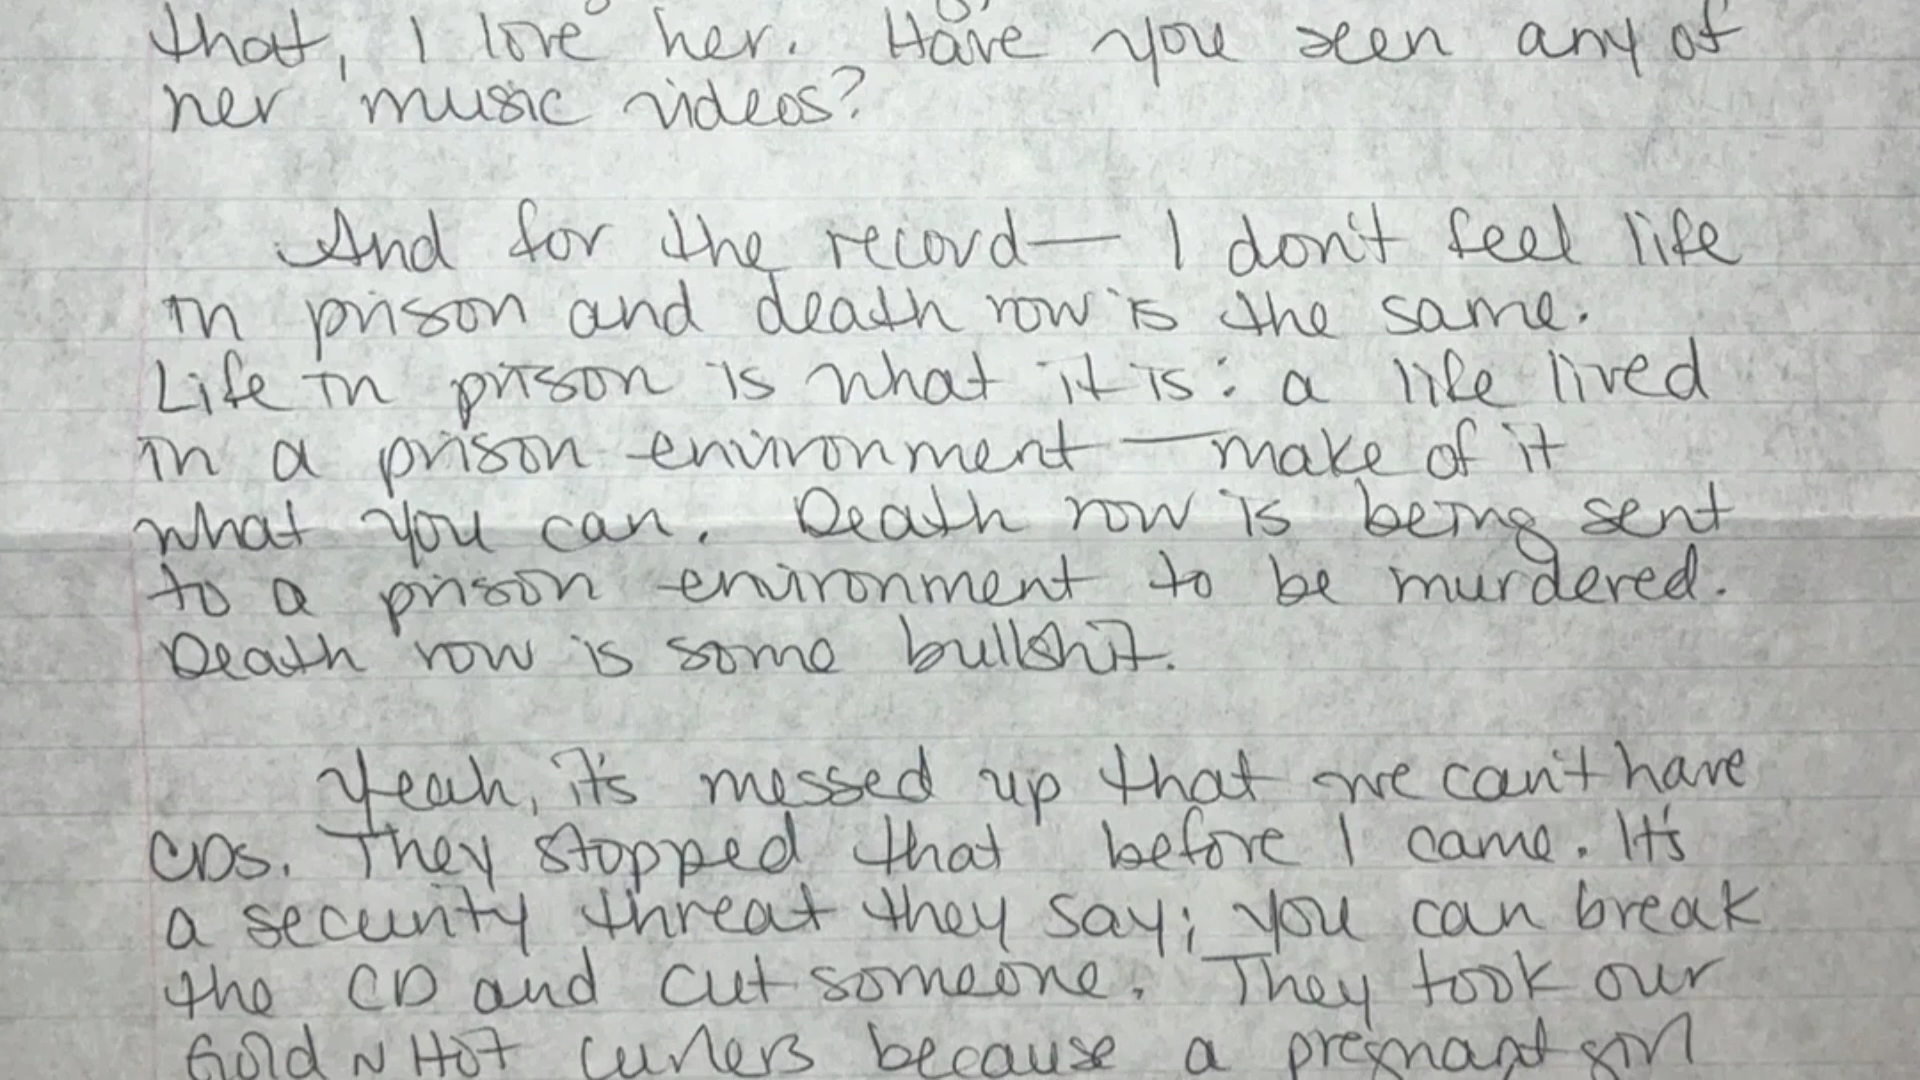 that, I love her. Have you seen any of
her music videos?
And for the record— I don't feel life
in prison and death row is the same.
Life in prison is what it is: a life lived
in a prison environment—make of it
what you can. Death row is being sent
to a prison environment to be murdered.
Death row is some bullshit.
Yeah, it's messed up that we can't have
CDs. They stopped that before I came. It's
a security threat they say; you can break
the CD and cut someone. They took our
Gold N Hot curlers because a pregnant girl